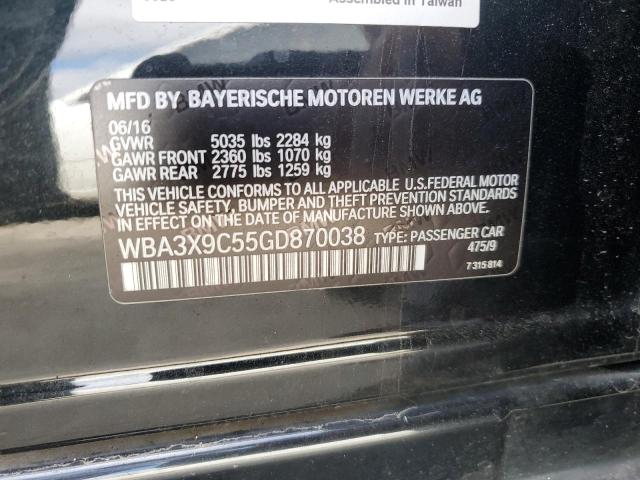 Assembled in Taiwan
MFD BY BAYERISCHE MOTOREN WERKE AG
06/16
GVWR 5035 lbs 2284 kg
GAWR FRONT 2360 lbs 1070 kg
GAWR REAR 2775 lbs 1259 kg
THIS VEHICLE CONFORMS TO ALL APPLICABLE U.S.FEDERAL MOTOR
VEHICLE SAFETY, BUMPER AND THEFT PREVENTION STANDARDS
IN EFFECT ON THE DATE OF MANUFACTURE SHOWN ABOVE.
WBA3X9C55GD870038 TYPE: PASSENGER CAR
475/9
7 315 814